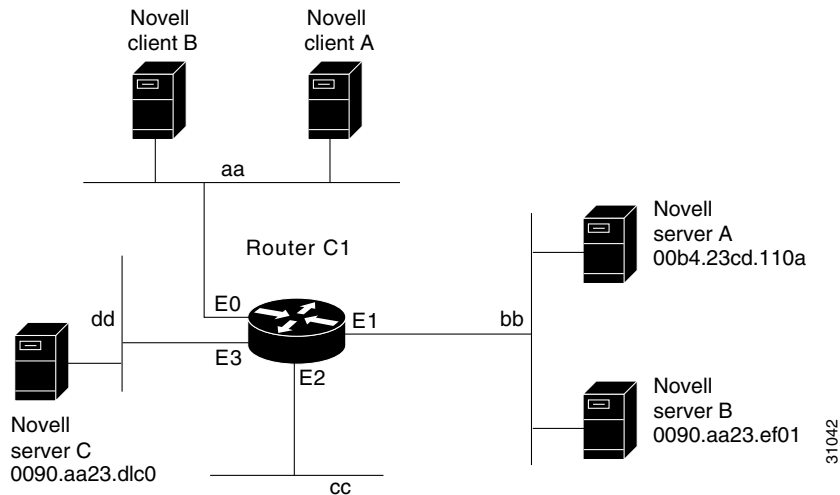 Novell
client B
Novell
client A
aa
Router C1
Novell
server A
00b4.23cd.110a
dd
E0
E1
bb
E3
E2
Novell
server C
0090.aa23.dlc0
Novell
server B
0090.aa23.ef01
cc
31042